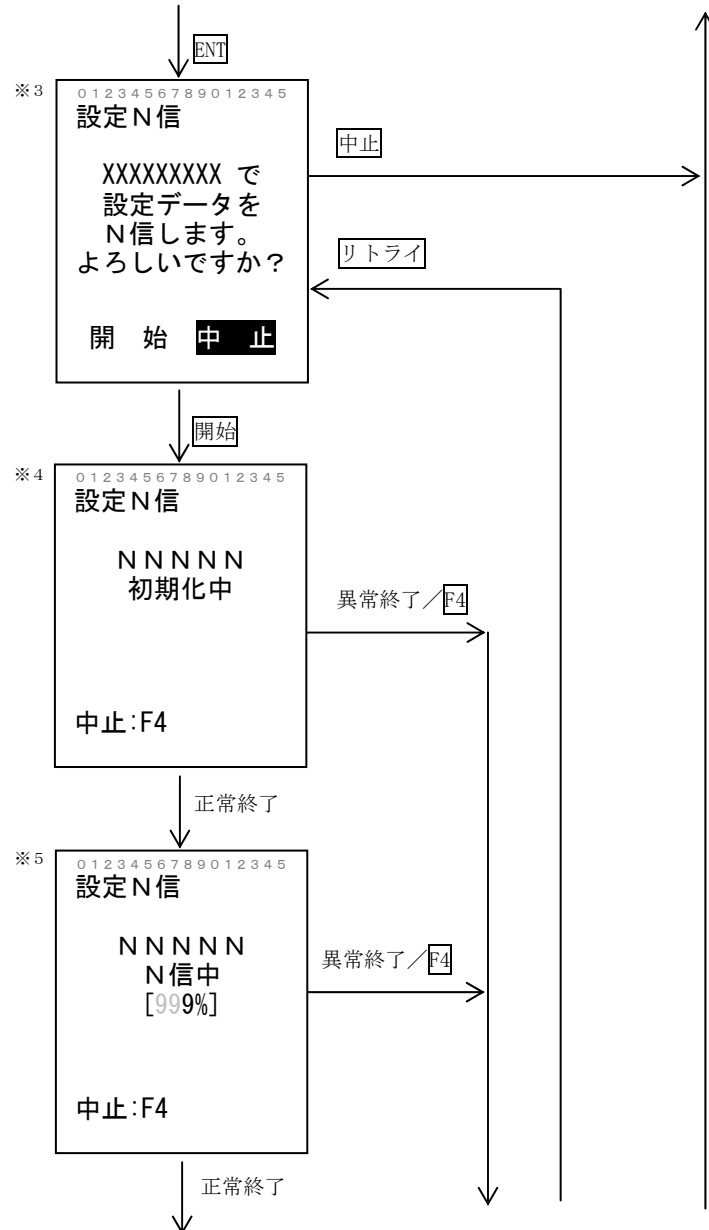 ENT
※3
0123456789012345
設定N信
中止
XXXXXXXXX で
設定データを
N信します。
よろしいですか?
リトライ
開 始 中 止
開始
※4
0123456789012345
設定N信
NNNNN
初期化中
異常終了/F4
中止:F4
正常終了
※5
0123456789012345
設定N信
NNNNN
N信中
異常終了/F4
[999%]
中止:F4
正常終了